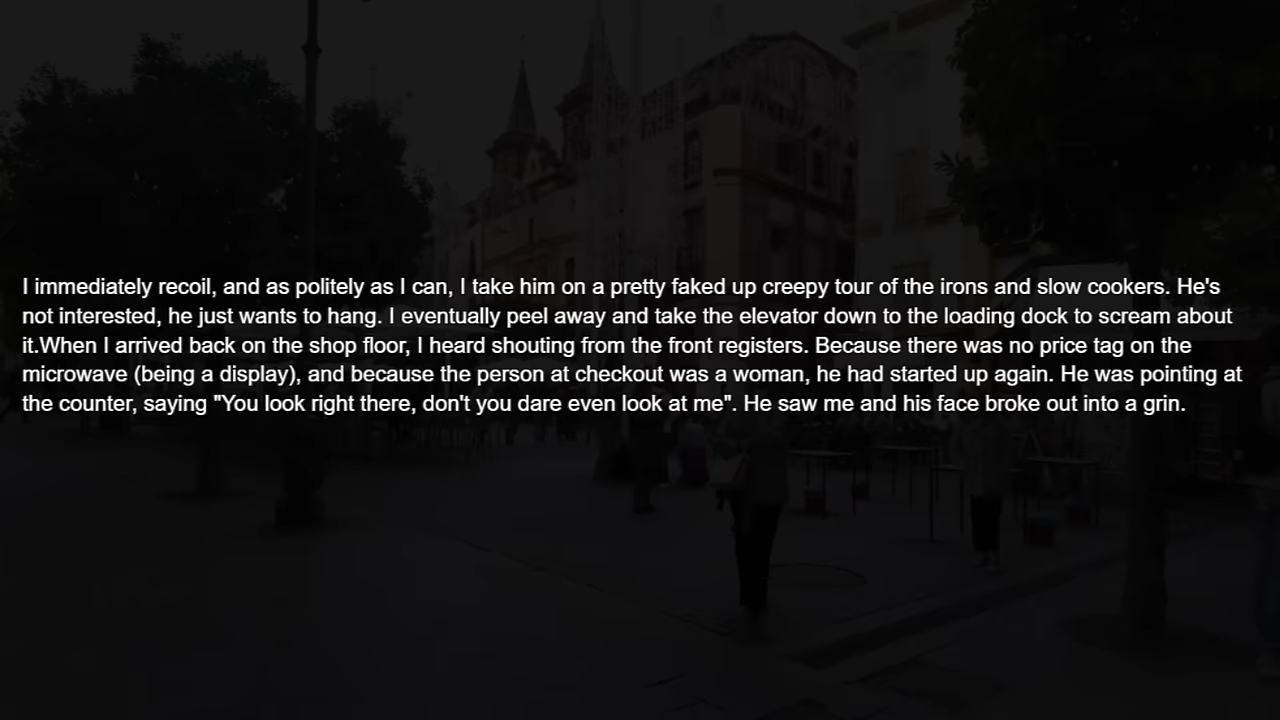 I immediately recoil, and as politely as I can, I take him on a pretty faked up creepy tour of the irons and slow cookers. He's
not interested, he just wants to hang. I eventually peel away and take the elevator down to the loading dock to scream about
it.When I arrived back on the shop floor, I heard shouting from the front registers. Because there was no price tag on the
microwave (being a display), and because the person at checkout was a woman, he had started up again. He was pointing at
the counter, saying "You look right there, don't you dare even look at me". He saw me and his face broke out into a grin.